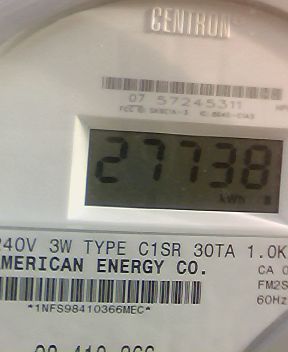 CENTRON
07 57245311
27738
kWh
240V 3W TYPE C1SR 30TA 1.0K
AMERICAN ENERGY CO.
CA 0
FM2S
60Hz
*1NFS98410366MEC*